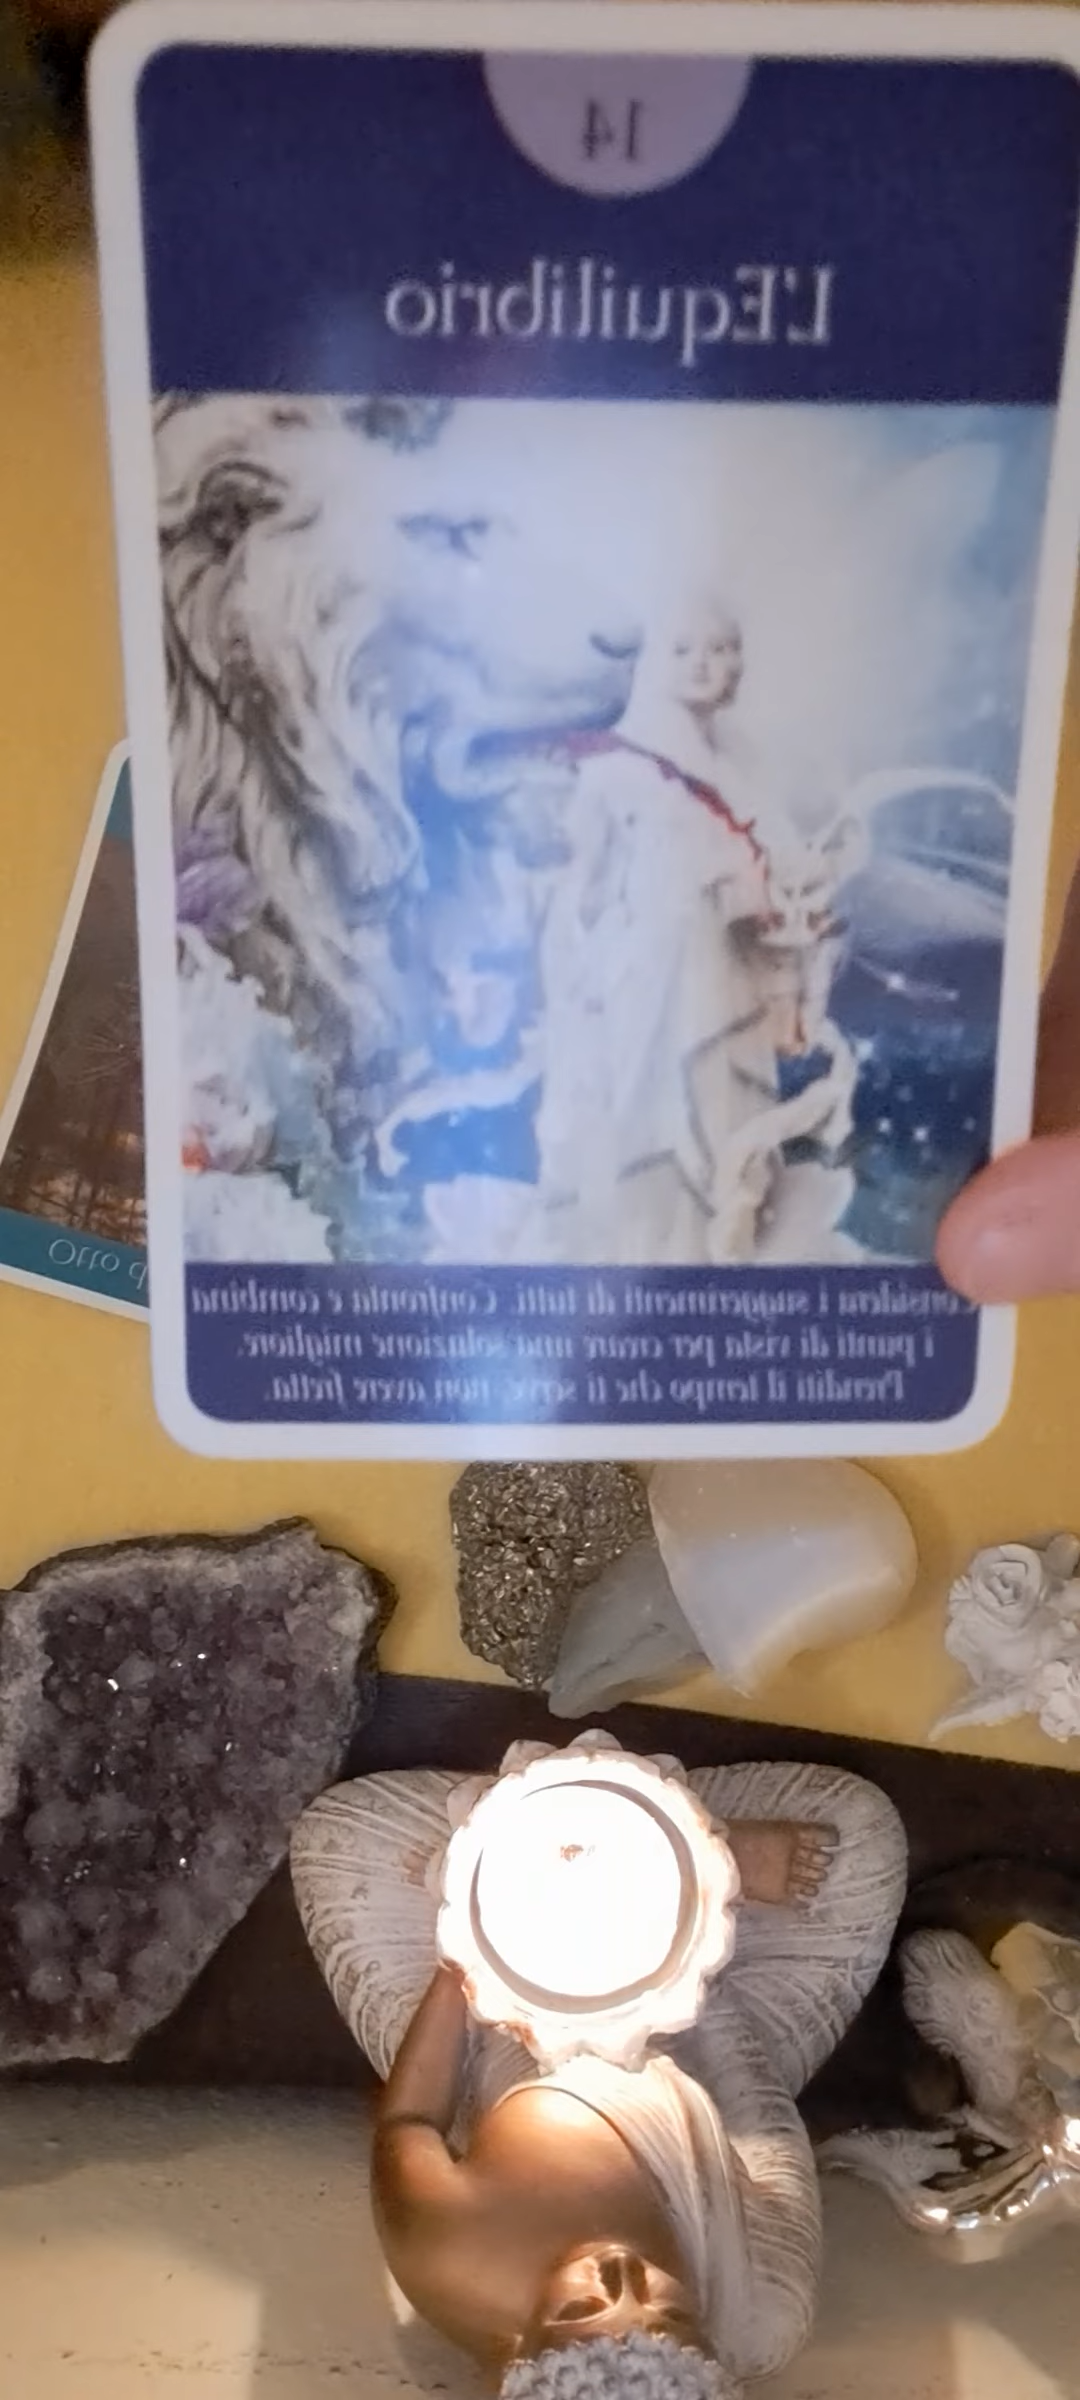 14
L'Equilibrio
Considera i suggerimenti di tutti. Confronta e combina
i punti di vista per creare una soluzione migliore.
Prenditi il tempo che ti serve, non avere fretta.
Otto